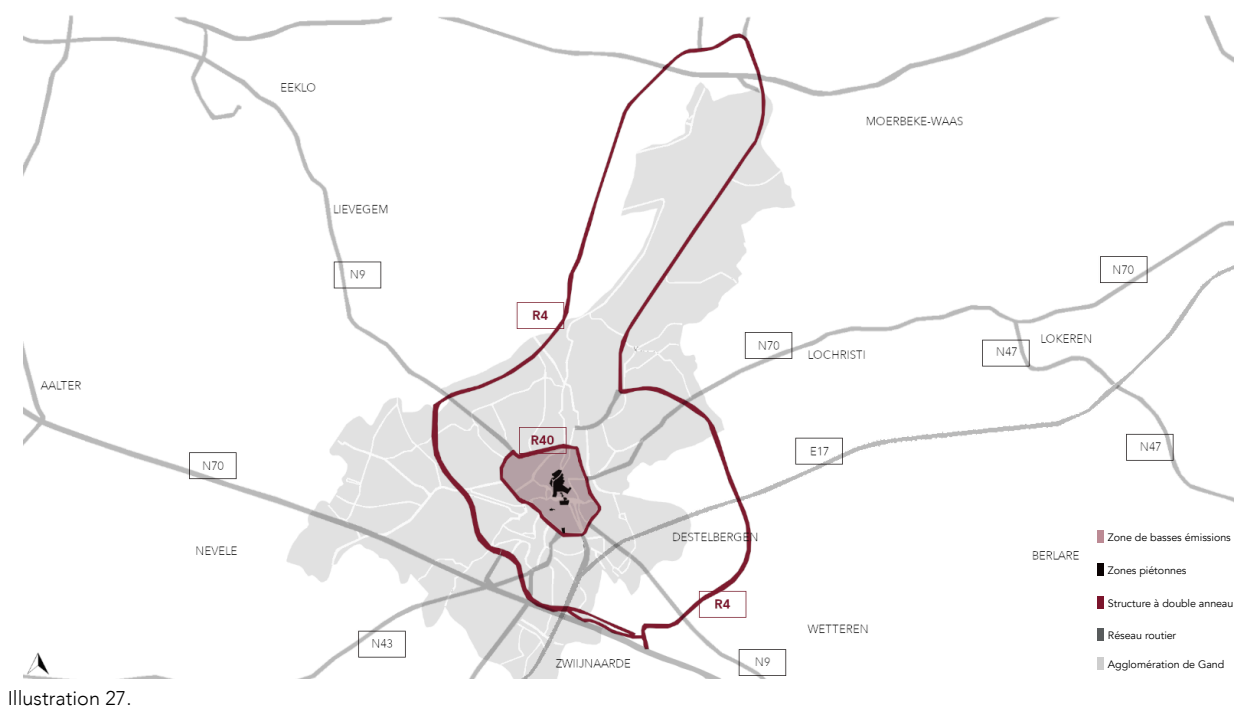 EEKLO
MOERBEKE-WAAS
LIEVEGEM
N9
N70
R4
N70
LOKEREN
N47
LOCHRISTI
AALTER
R40
N47
E17
N70
DESTELBERGEN
Zone de basses émissions
NEVELE
BERLARE
Zones piétonnes
Structure à double anneau
R4
WETTEREN
Réseau routier
N43
ZWIJNAARDE
N9
Agglomération de Gand
Illustration 27.